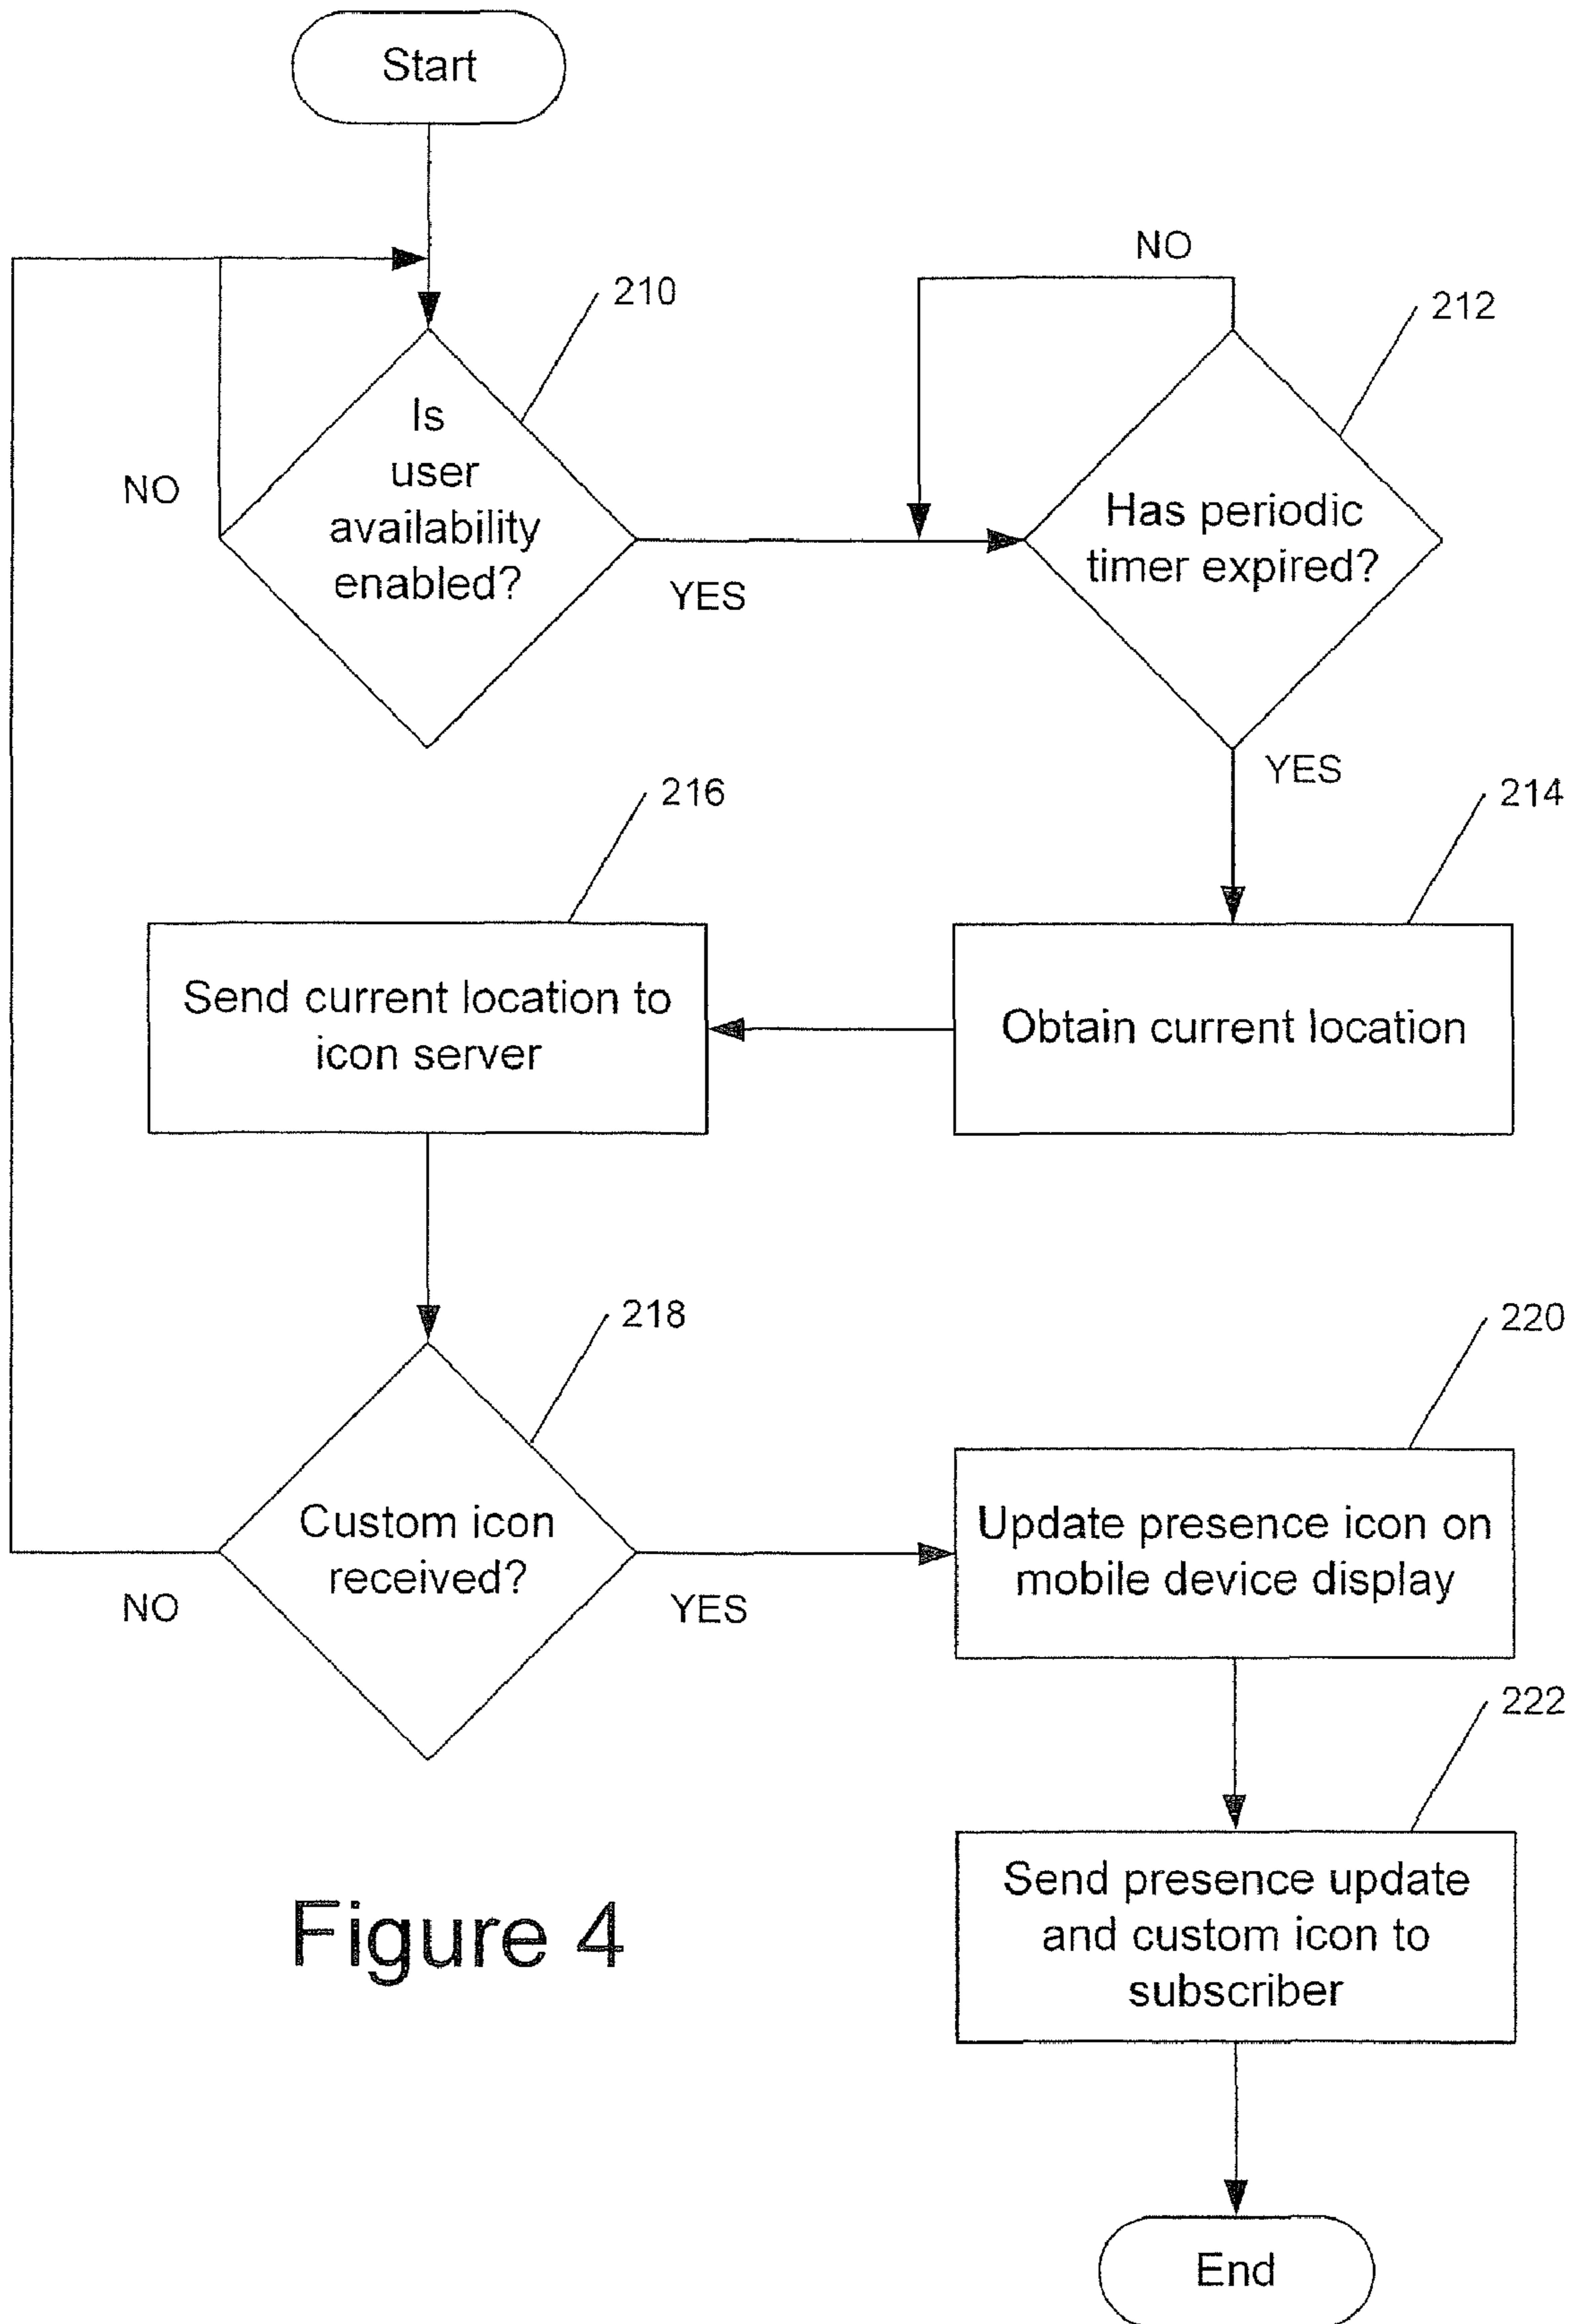 Start
NO
210
212
Is
user
availability
enabled?
NO
YES
Has periodic
timer expired?
YES
216
214
Send current location to
icon server
Obtain current location
218
220
Custom icon
received?
NO
YES
Update presence icon on
mobile device display
222
Send presence update
and custom icon to
subscriber
Figure 4
End